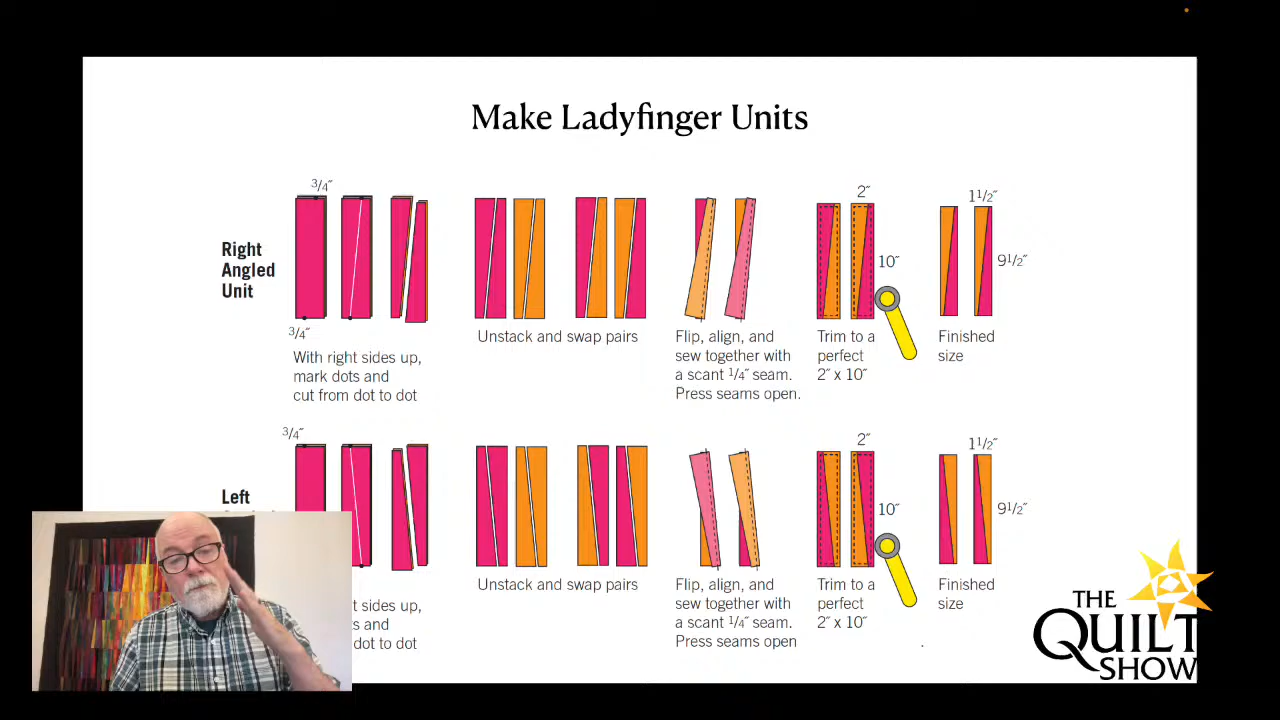 Make Ladyfinger Units
3/4″
2″
1 1/2″
Right
Angled
Unit
10″
9 1/2″
3/4″
With right sides up,
mark dots and
cut from dot to dot
Unstack and swap pairs
Flip, align, and
sew together with
a scant 1/4″ seam.
Press seams open.
Trim to a
perfect
2″ x 10″
Finished
size
3/4″
2″
1 1/2″
Left
10″
9 1/2″
t sides up,
s and
dot to dot
Unstack and swap pairs
Flip, align, and
sew together with
a scant 1/4″ seam.
Press seams open
Trim to a
perfect
2″ x 10″
Finished
size
THE
QUILT
SHOW